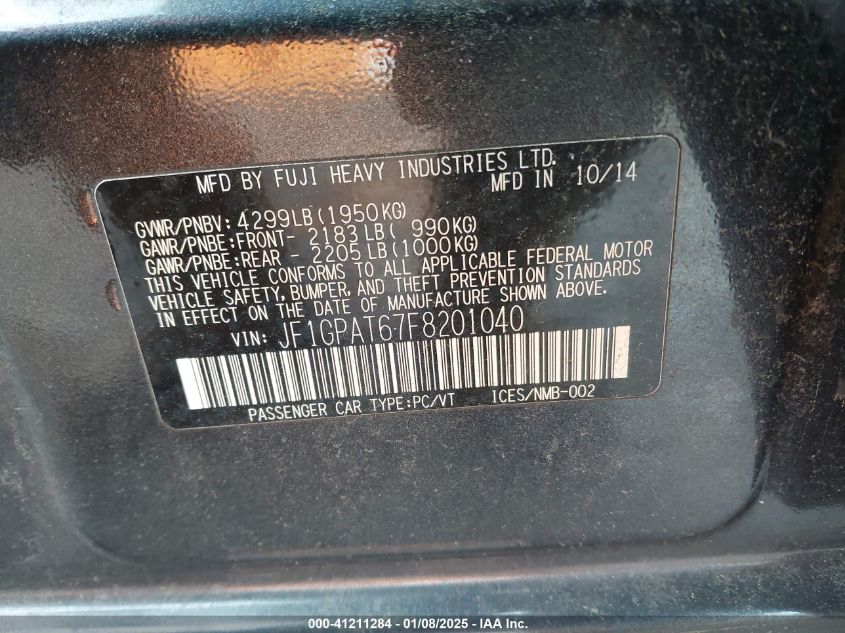 MFD BY FUJI HEAVY INDUSTRIES LTD.
MFD IN 10/14
GVWR/PNBV: 4299LB(1950KG)
GAWR/PNBE:FRONT- 2183LB( 990KG)
GAWR/PNBE:REAR - 2205LB(1000KG)
THIS VEHICLE CONFORMS TO ALL APPLICABLE FEDERAL MOTOR
VEHICLE SAFETY, BUMPER, AND THEFT PREVENTION STANDARDS
IN EFFECT ON THE DATE OF MANUFACTURE SHOWN ABOVE.
VIN: JF1GPAT67F8201040
PASSENGER CAR TYPE:PC/VT ICES/NMB-002
000-41211284 - 01/08/2025 - IAA Inc.